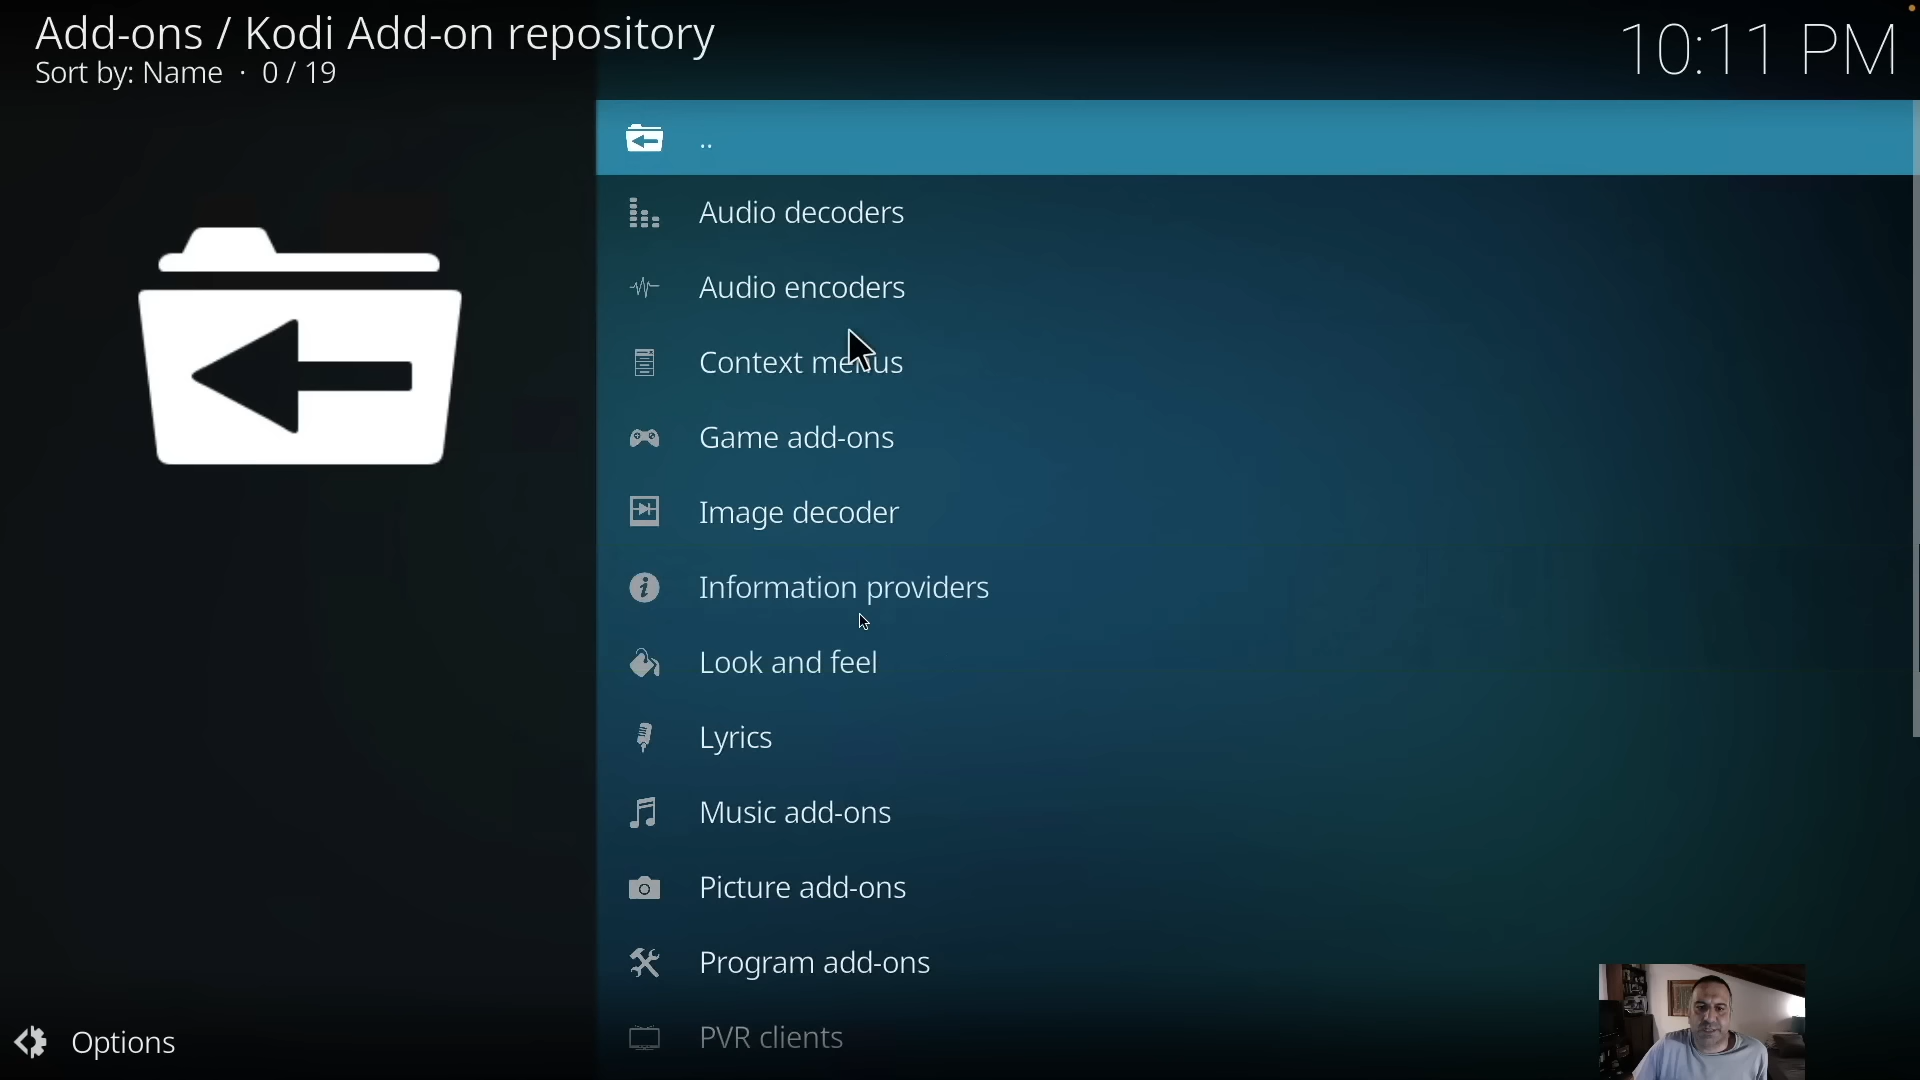 Add-ons / Kodi Add-on repository
Sort by: Name · 0 / 19
10:11 PM
..
Audio decoders
Audio encoders
Context menus
Game add-ons
Image decoder
Information providers
Look and feel
Lyrics
Music add-ons
Picture add-ons
Program add-ons
PVR clients
Options